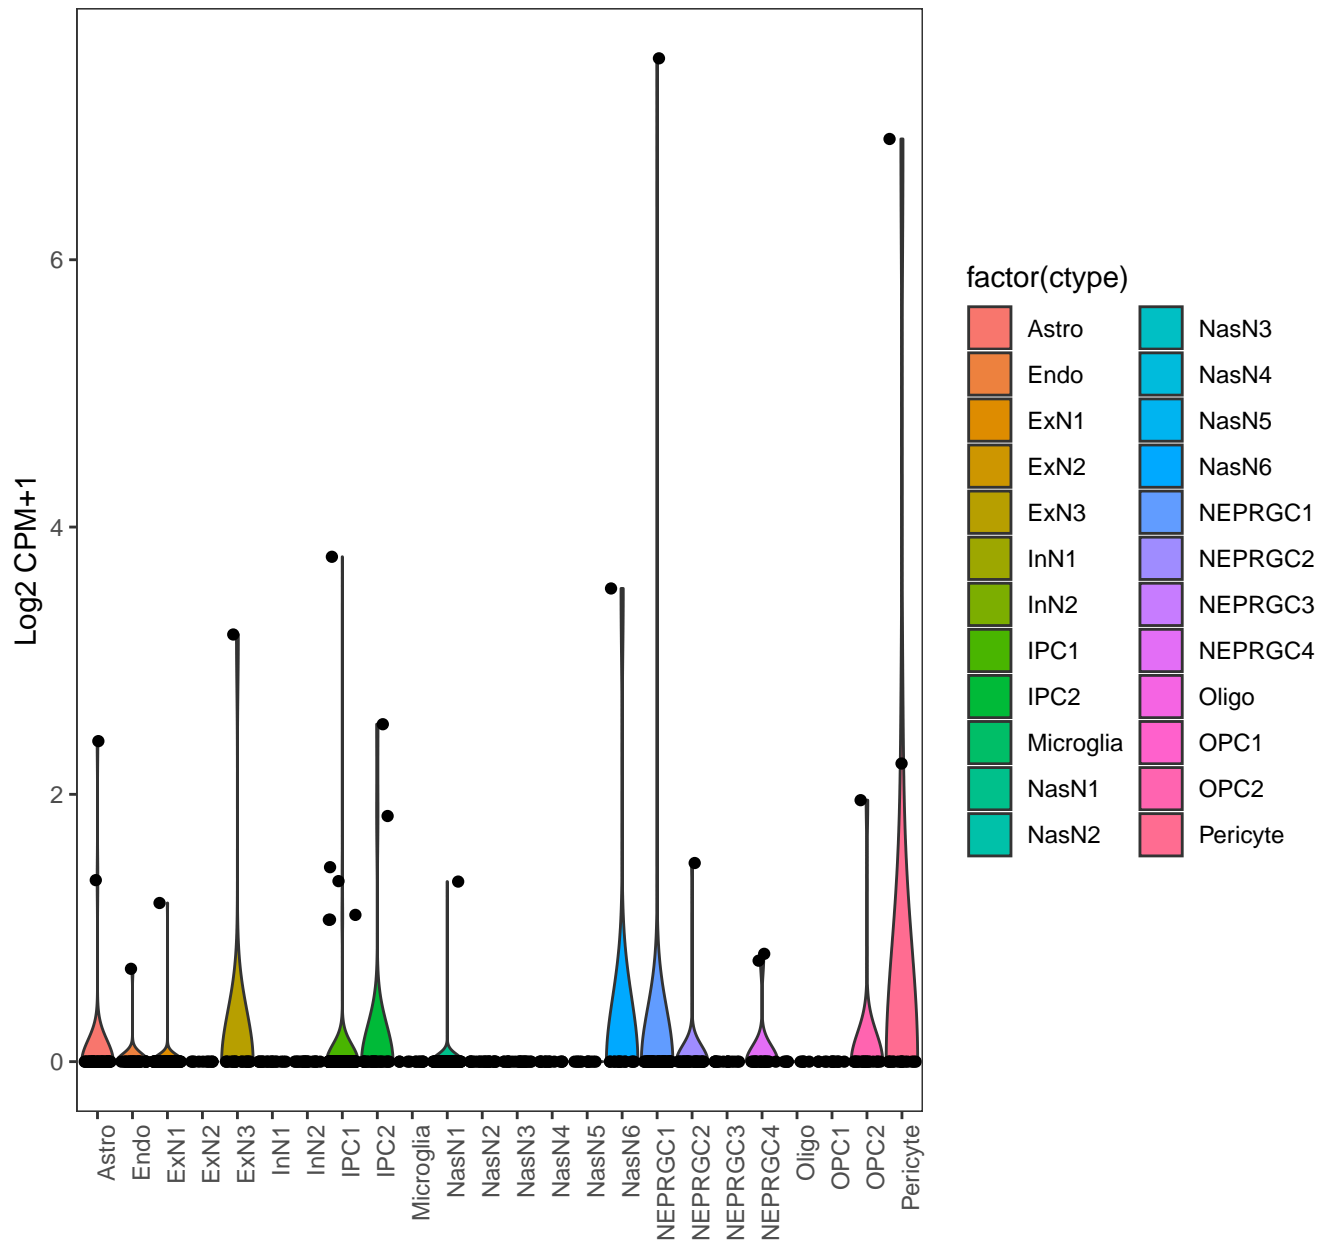 Log2 CPM+1
6
4
2
0
Astro
Endo
ExN1
ExN2
ExN3
InN1
InN2
IPC1
IPC2
Microglia
NasN1
NasN2
NasN3
NasN4
NasN5
NasN6
NEPRGC1
NEPRGC2
NEPRGC3
NEPRGC4
Oligo
OPC1
OPC2
Pericyte
factor(ctype)
Astro
Endo
ExN1
ExN2
ExN3
InN1
InN2
IPC1
IPC2
Microglia
NasN1
NasN2
NasN3
NasN4
NasN5
NasN6
NEPRGC1
NEPRGC2
NEPRGC3
NEPRGC4
Oligo
OPC1
OPC2
Pericyte